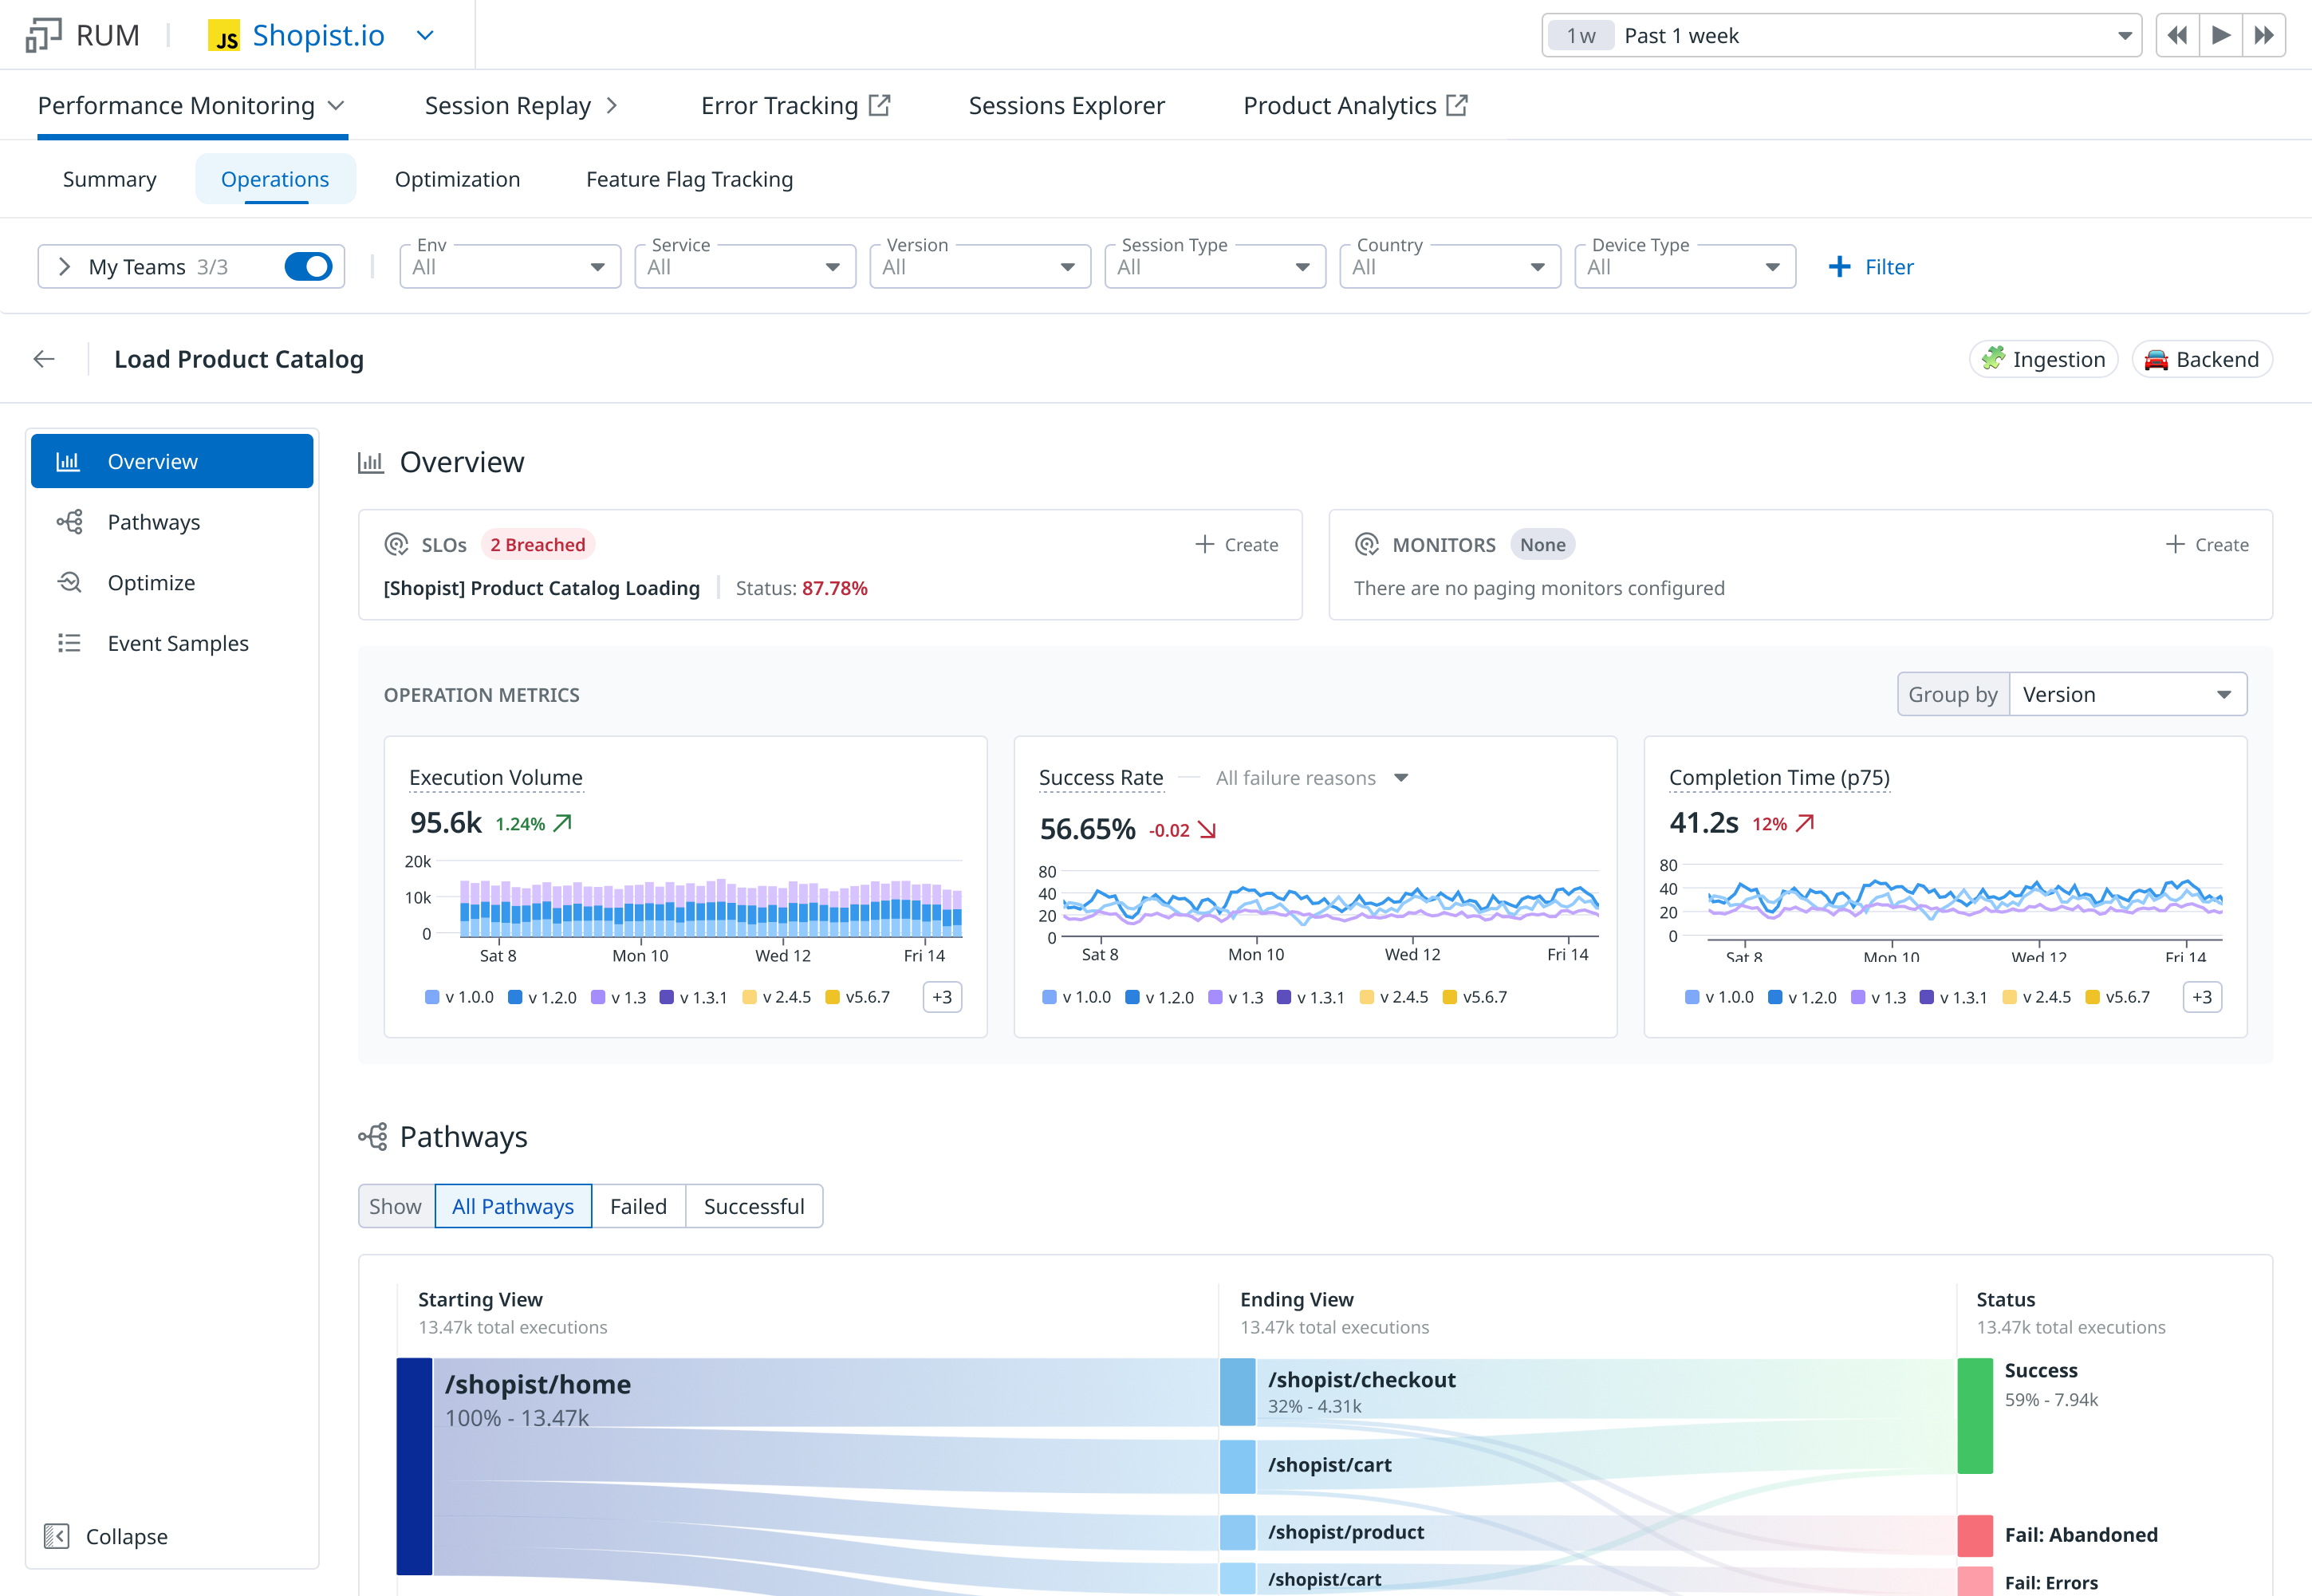 RUM
JS Shopist.io
1w Past 1 week
Performance Monitoring
Session Replay
Error Tracking
Sessions Explorer
Product Analytics
Summary
Operations
Optimization
Feature Flag Tracking
My Teams 3/3
Env
All
Service
All
Version
All
Session Type
All
Country
All
Device Type
All
Filter
Load Product Catalog
Ingestion
Backend
Overview
Pathways
Optimize
Event Samples
Collapse
Overview
SLOs 2 Breached
Create
[Shopist] Product Catalog Loading
Status: 87.78%
MONITORS None
Create
There are no paging monitors configured
OPERATION METRICS
Group by Version
Execution Volume
95.6k 1.24%
20k
10k
0
Sat 8 Mon 10 Wed 12 Fri 14
v 1.0.0 v 1.2.0 v 1.3 v 1.3.1 v 2.4.5 v5.6.7 +3
Success Rate All failure reasons
56.65% -0.02
80
40
20
0
Sat 8 Mon 10 Wed 12 Fri 14
v 1.0.0 v 1.2.0 v 1.3 v 1.3.1 v 2.4.5 v5.6.7
Completion Time (p75)
41.2s 12%
80
40
20
0
Sat 8 Mon 10 Wed 12 Fri 14
v 1.0.0 v 1.2.0 v 1.3 v 1.3.1 v 2.4.5 v5.6.7 +3
Pathways
Show All Pathways Failed Successful
Starting View
13.47k total executions
/shopist/home
100% - 13.47k
Ending View
13.47k total executions
/shopist/checkout
32% - 4.31k
/shopist/cart
/shopist/product
/shopist/cart
Status
13.47k total executions
Success
59% - 7.94k
Fail: Abandoned
Fail: Errors